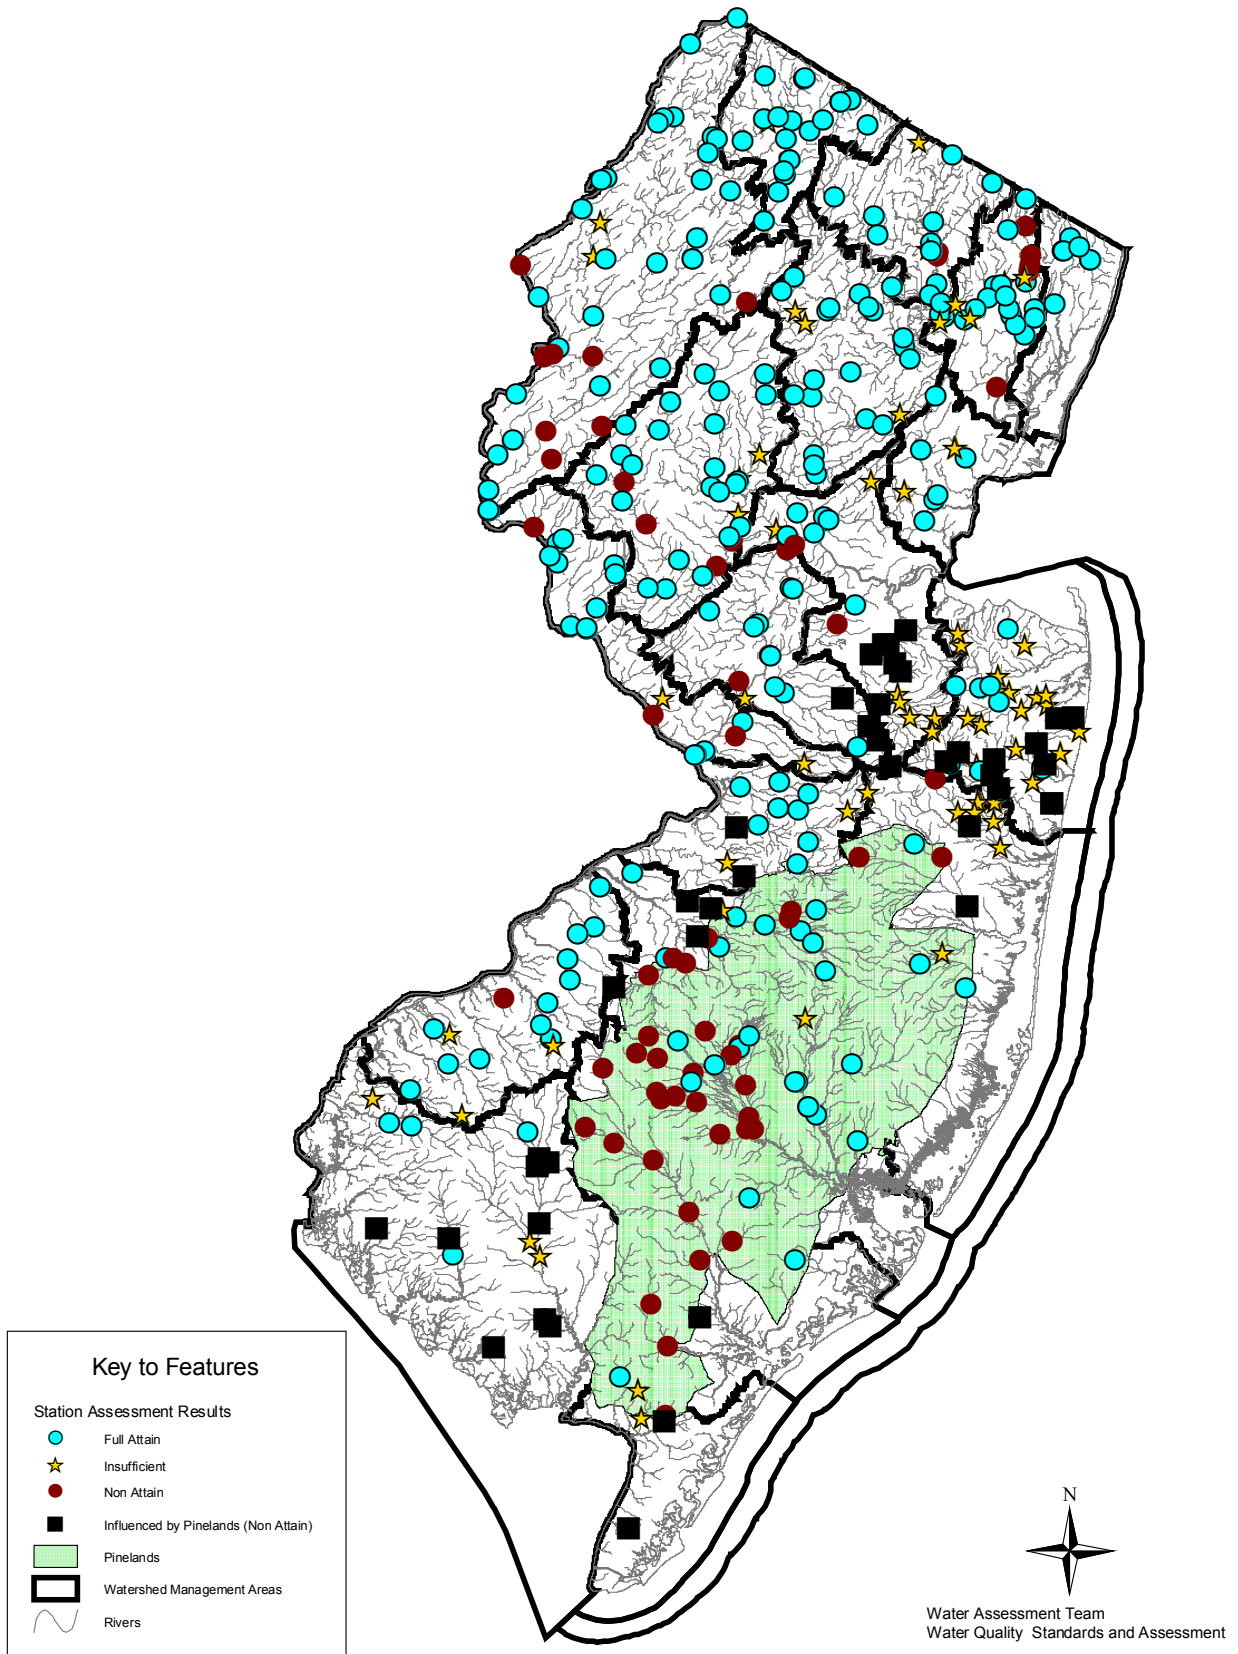 Key to Features
Station Assessment Results
Full Attain
Insufficient
Non Attain
Influenced by Pinelands (Non Attain)
Pinelands
Watershed Management Areas
Rivers
N
Water Assessment Team
Water Quality Standards and Assessment